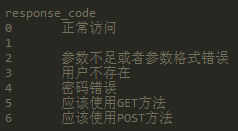 response_code
0 正常访问
1
2 参数不足或者参数格式错误
3 用户不存在
4 密码错误
5 应该使用GET方法
6 应该使用POST方法